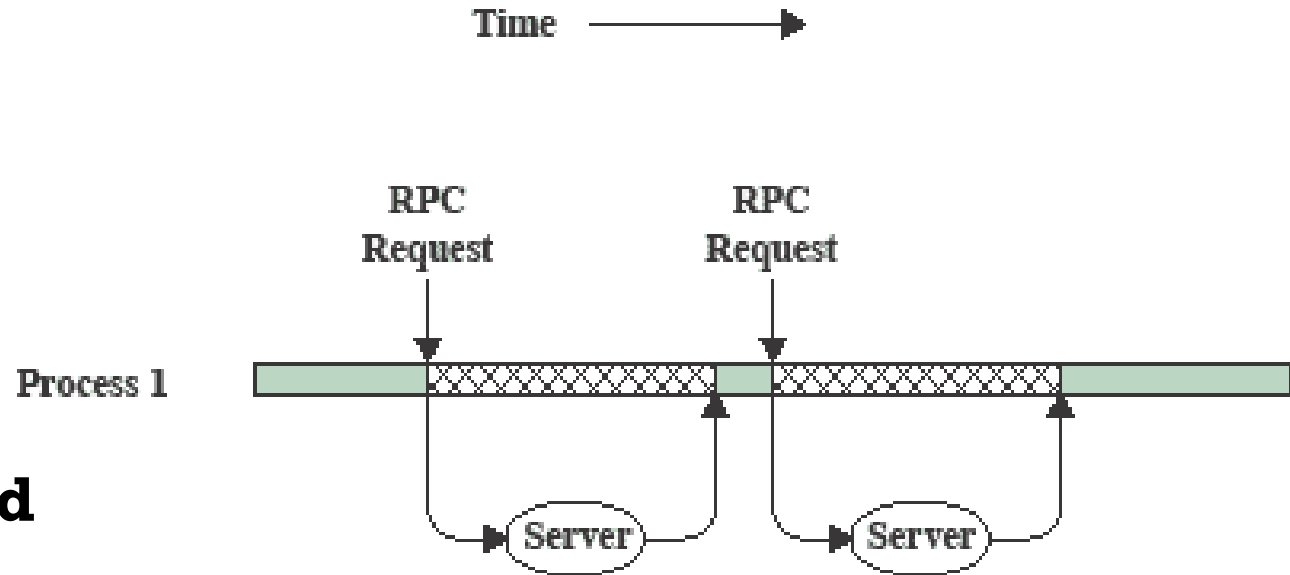 Time
RPC
Request
RPC
Request
Process 1
d
Server
Server